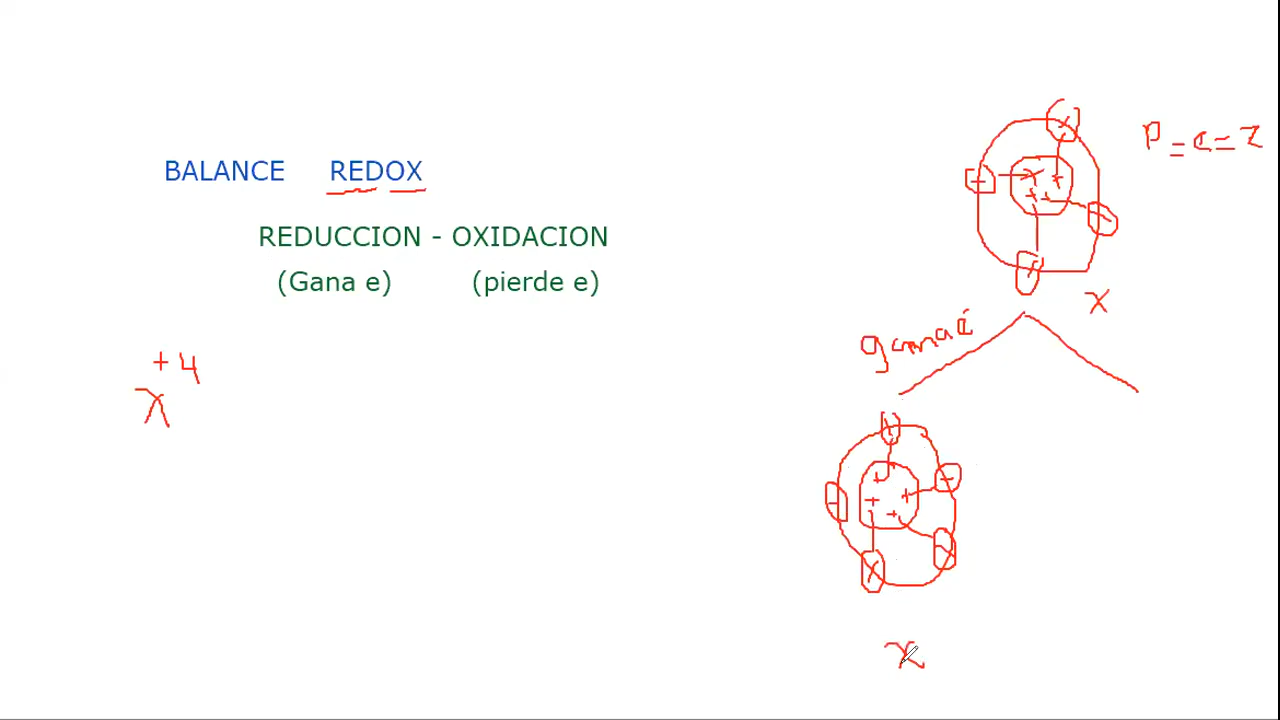 BALANCE REDOX
P = e = Z
REDUCCION - OXIDACION
(Gana e) (pierde e)
x
gana é
+4
x
x